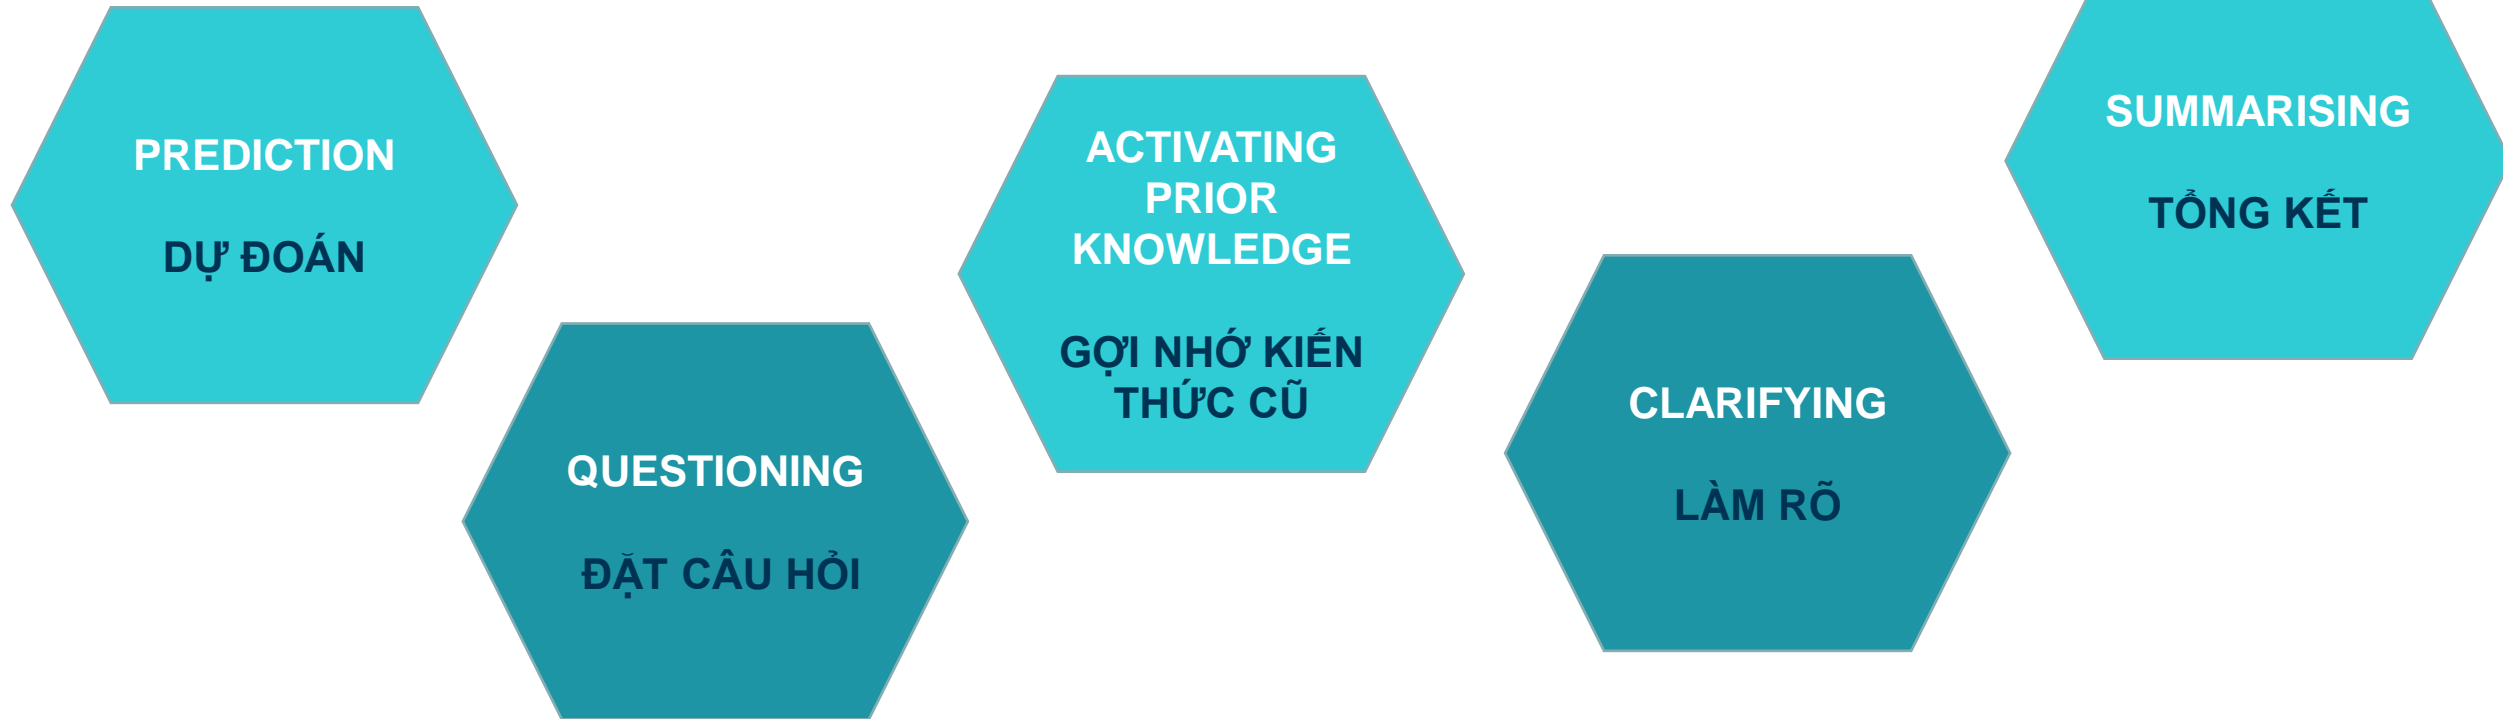 PREDICTION
DỰ ĐOÁN
QUESTIONING
ĐẶT CÂU HỎI
ACTIVATING
PRIOR
KNOWLEDGE
GỢI NHỚ KIẾN
THỨC CŨ
CLARIFYING
LÀM RÕ
SUMMARISING
TỔNG KẾT